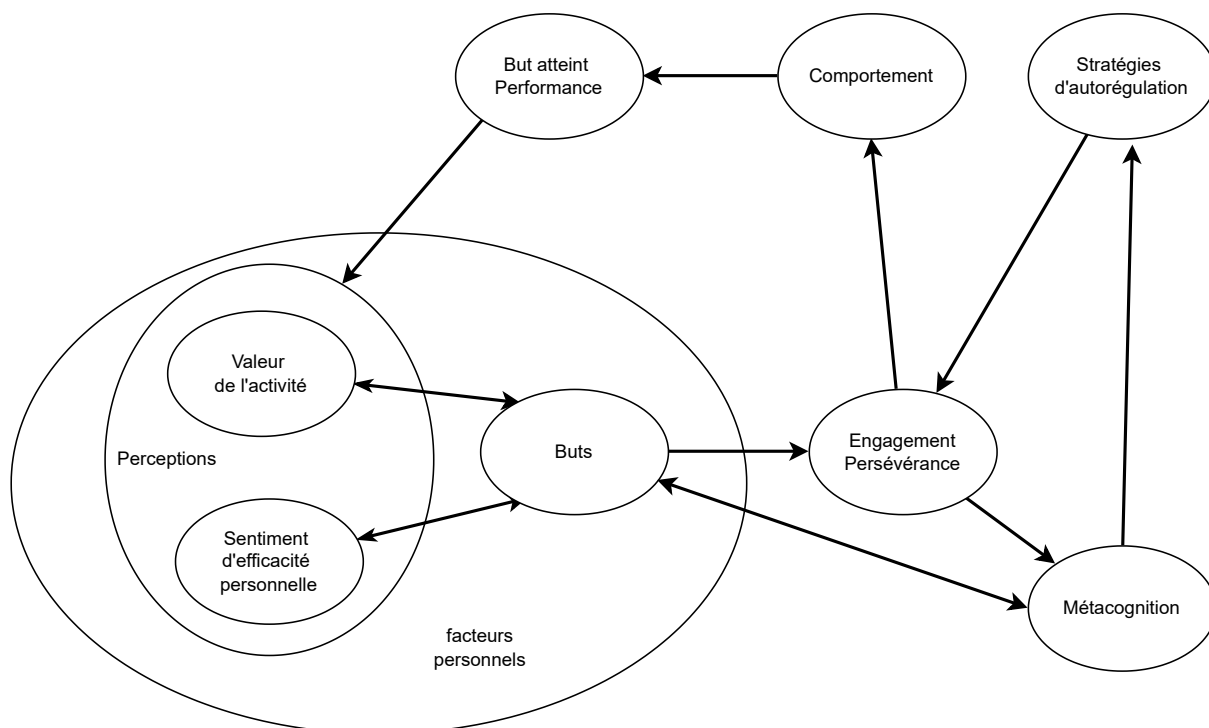 But atteint
Performance
Comportement
Stratégies
d'autorégulation
Valeur
de l'activité
Perceptions
Buts
Engagement
Persévérance
Sentiment
d'efficacité
personnelle
Métacognition
facteurs
personnels